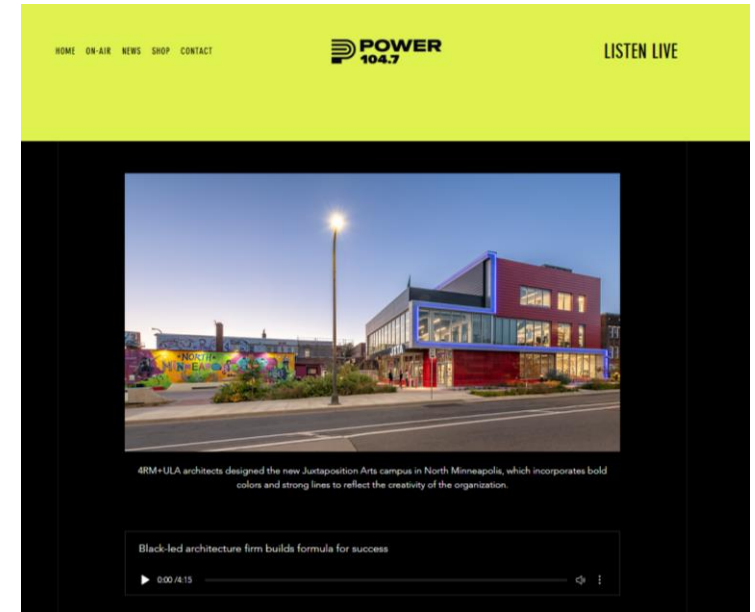 HOME ON-AIR NEWS SHOP CONTACT
POWER
104.7
LISTEN LIVE
NORTH
MINNEAPOLIS
4RM+ULA architects designed the new Juxtaposition Arts campus in North Minneapolis, which incorporates bold
colors and strong lines to reflect the creativity of the organization.
Black-led architecture firm builds formula for success
0:00 /4:15